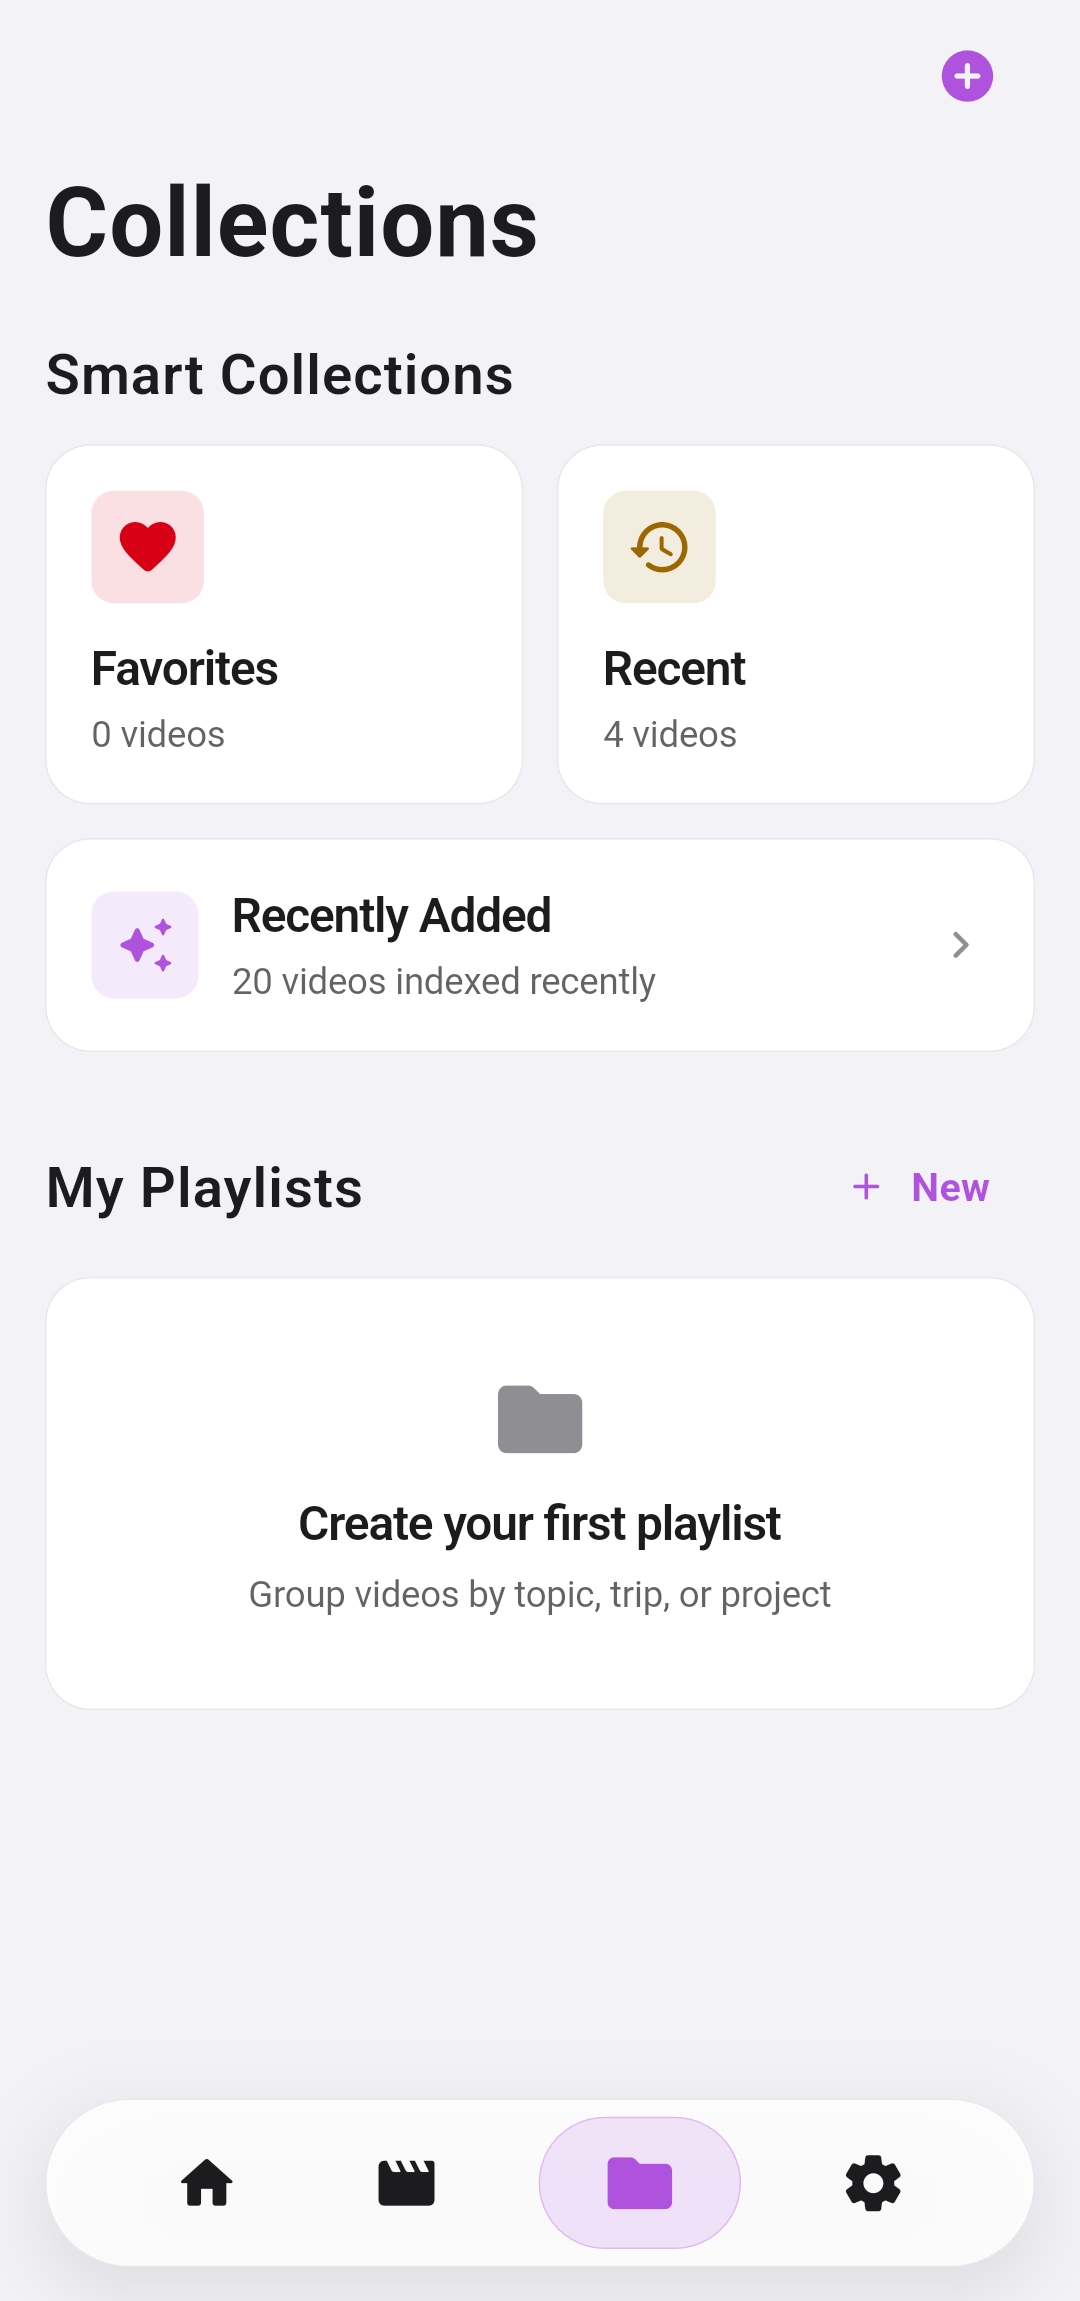 Collections
Smart Collections
Favorites
0 videos
Recent
4 videos
Recently Added
20 videos indexed recently
My Playlists
New
Create your first playlist
Group videos by topic, trip, or project